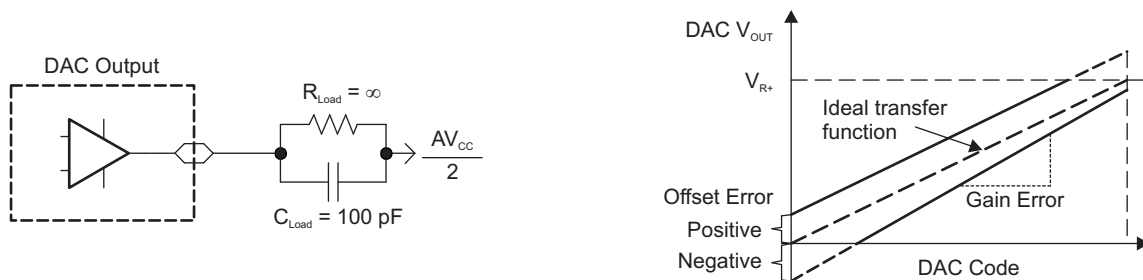 DAC Output
R_Load = ∞
AV_CC
2
C_Load = 100 pF
DAC V_OUT
V_R+
Ideal transfer
function
Offset Error
Positive
Negative
Gain Error
DAC Code